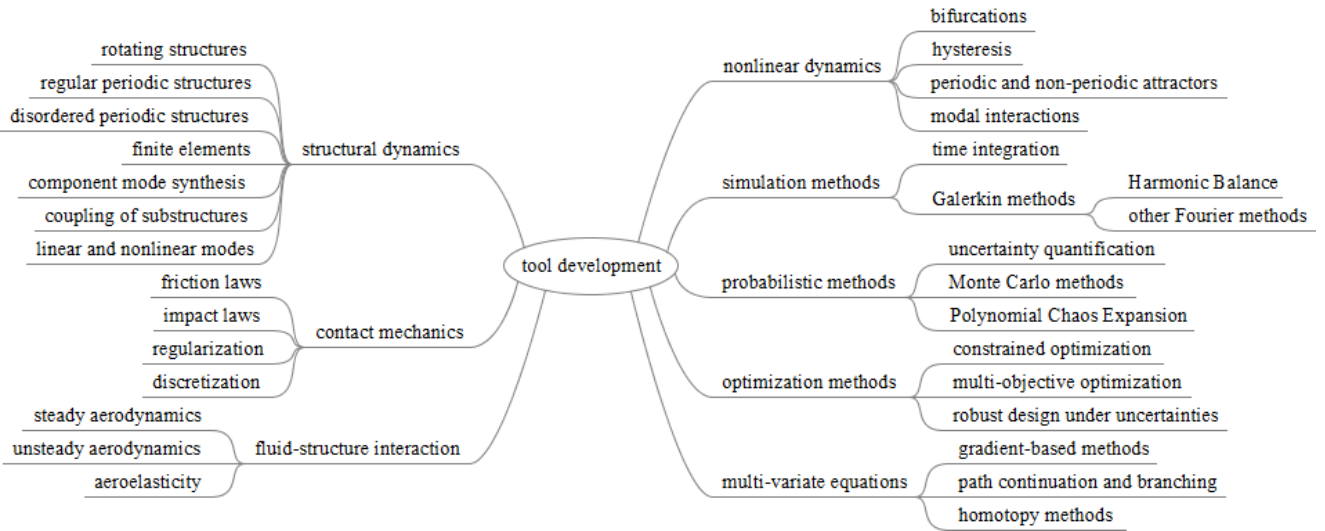 tool development
structural dynamics
rotating structures
regular periodic structures
disordered periodic structures
finite elements
component mode synthesis
coupling of substructures
linear and nonlinear modes
contact mechanics
friction laws
impact laws
regularization
discretization
fluid-structure interaction
steady aerodynamics
unsteady aerodynamics
aeroelasticity
nonlinear dynamics
bifurcations
hysteresis
periodic and non-periodic attractors
modal interactions
simulation methods
time integration
Galerkin methods
Harmonic Balance
other Fourier methods
probabilistic methods
uncertainty quantification
Monte Carlo methods
Polynomial Chaos Expansion
optimization methods
constrained optimization
multi-objective optimization
robust design under uncertainties
multi-variate equations
gradient-based methods
path continuation and branching
homotopy methods